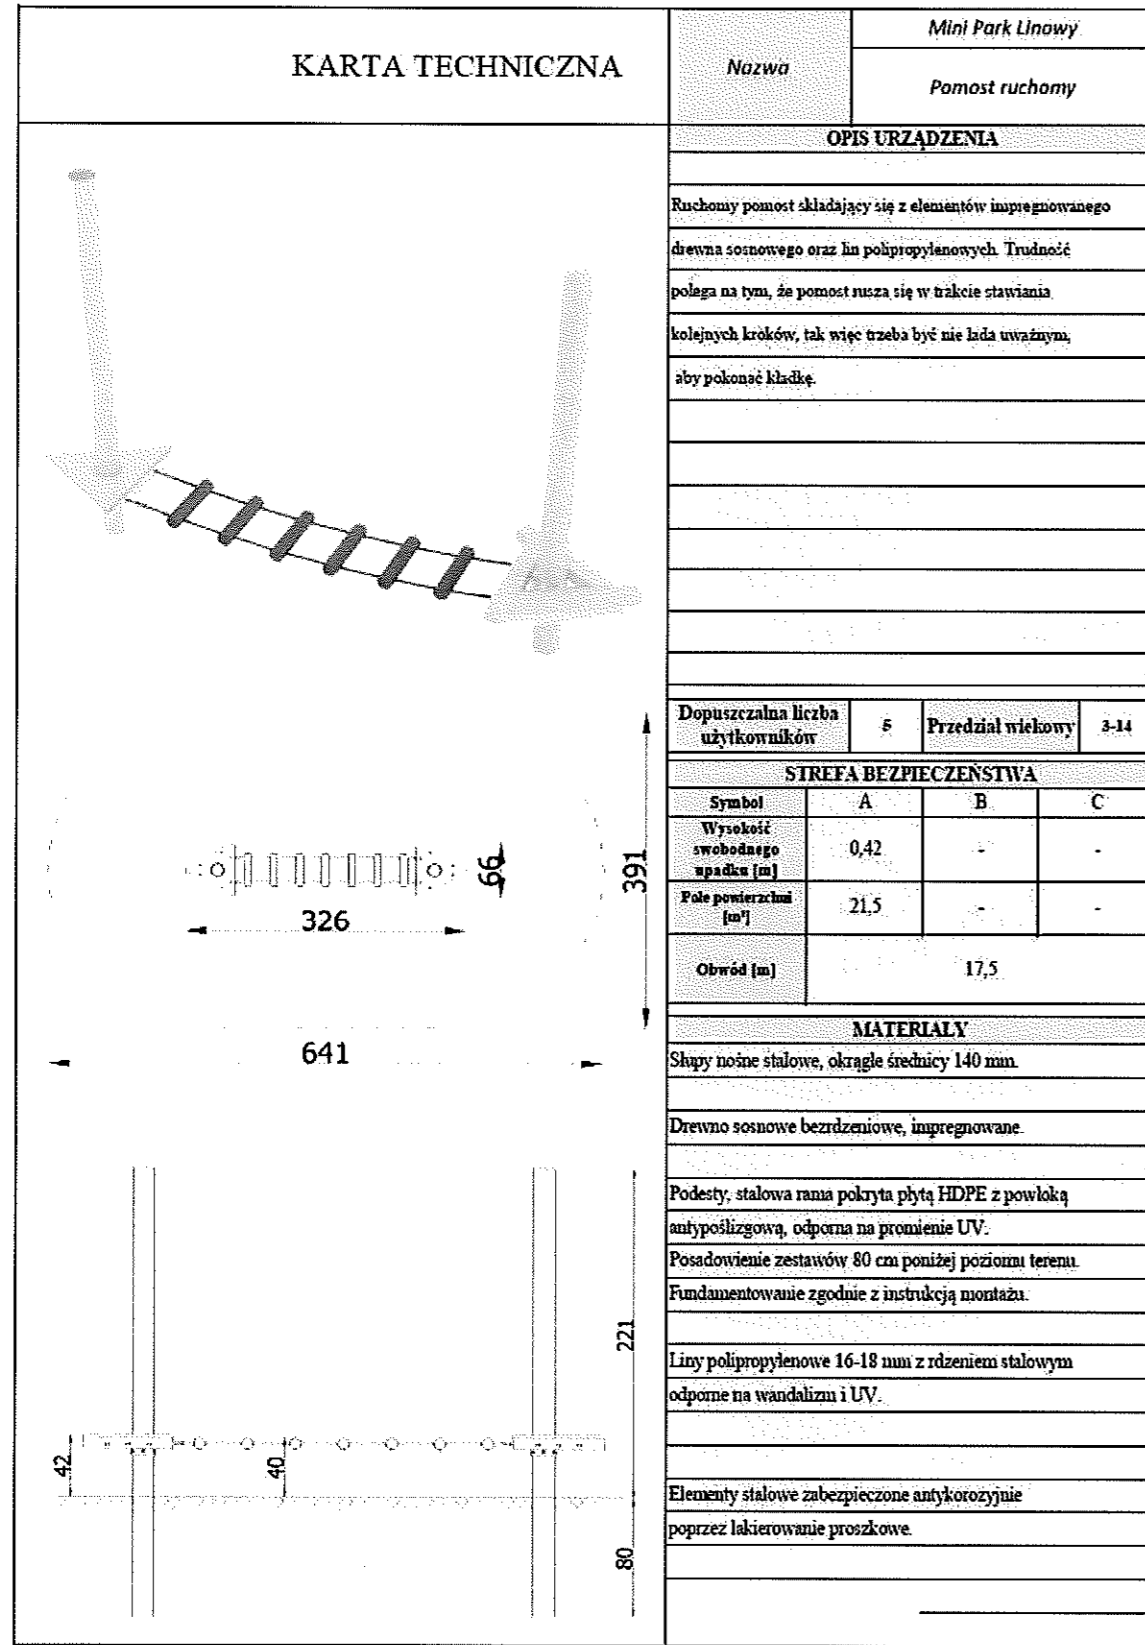 KARTA TECHNICZNA
Nazwa
Mini Park Linowy
Pomost ruchomy
OPIS URZĄDZENIA
Ruchomy pomost składający się z elementów impregnowanego
drewna sosnowego oraz lin polipropylenowych. Trudność
polega na tym, że pomost rusza się w trakcie stawiania
kolejnych kroków, tak więc trzeba być nie lada uważnym,
aby pokonać kładkę.
Dopuszczalna liczba
użytkowników
5
Przedział wiekowy
3-14
STREFA BEZPIECZEŃSTWA
Symbol A B C
Wysokość
swobodnego
upadku [m]
0,42 - -
Pole powierzchni
[m²]
21,5 - -
Obwód [m] 17,5
MATERIAŁY
Słupy nośne stalowe, okrągłe średnicy 140 mm.
Drewno sosnowe bezrdzeniowe, impregnowane.
Podesty, stalowa rama pokryta płytą HDPE z powłoką
antypoślizgową, odporna na promienie UV.
Posadowienie zestawów 80 cm poniżej poziomu terenu.
Fundamentowanie zgodnie z instrukcją montażu.
Liny polipropylenowe 16-18 mm z rdzeniem stalowym
odporne na wandalizm i UV.
Elementy stalowe zabezpieczone antykorozyjnie
poprzez lakierowanie proszkowe.
66
391
326
641
221
42
40
80